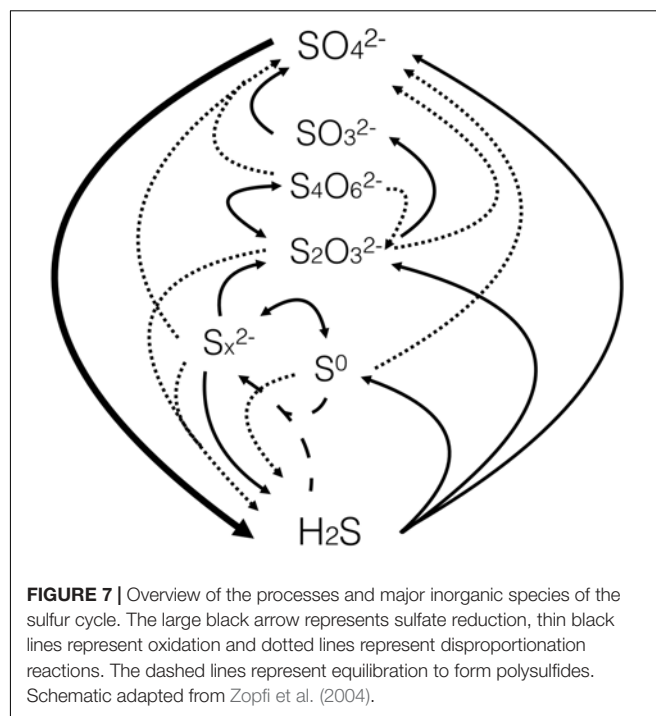 SO₄²⁻
SO₃²⁻
S₄O₆²⁻
S₂O₃²⁻
Sₓ²⁻
S⁰
H₂S
FIGURE 7 | Overview of the processes and major inorganic species of the
sulfur cycle. The large black arrow represents sulfate reduction, thin black
lines represent oxidation and dotted lines represent disproportionation
reactions. The dashed lines represent equilibration to form polysulfides.
Schematic adapted from Zopfi et al. (2004).